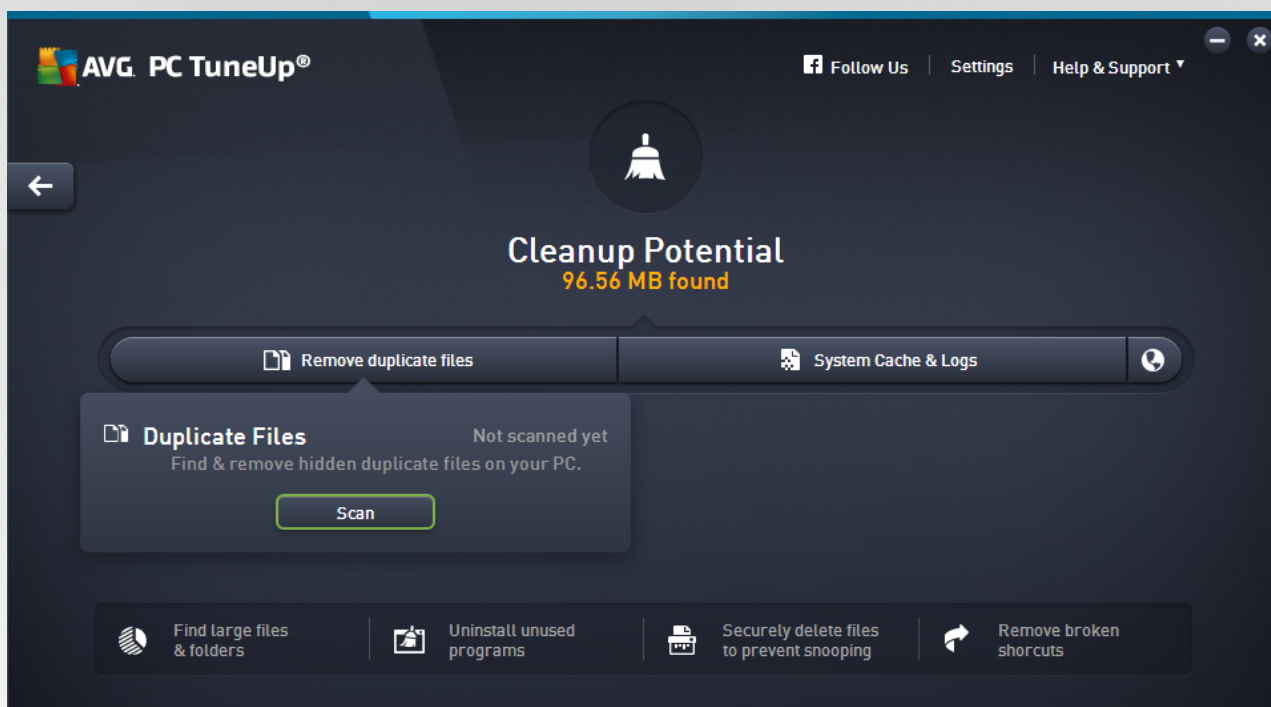 AVG. PC TuneUp®
Follow Us
Settings
Help & Support
Cleanup Potential
96.56 MB found
Remove duplicate files
System Cache & Logs
Duplicate Files
Not scanned yet
Find & remove hidden duplicate files on your PC.
Scan
Find large files
& folders
Uninstall unused
programs
Securely delete files
to prevent snooping
Remove broken
shorcuts